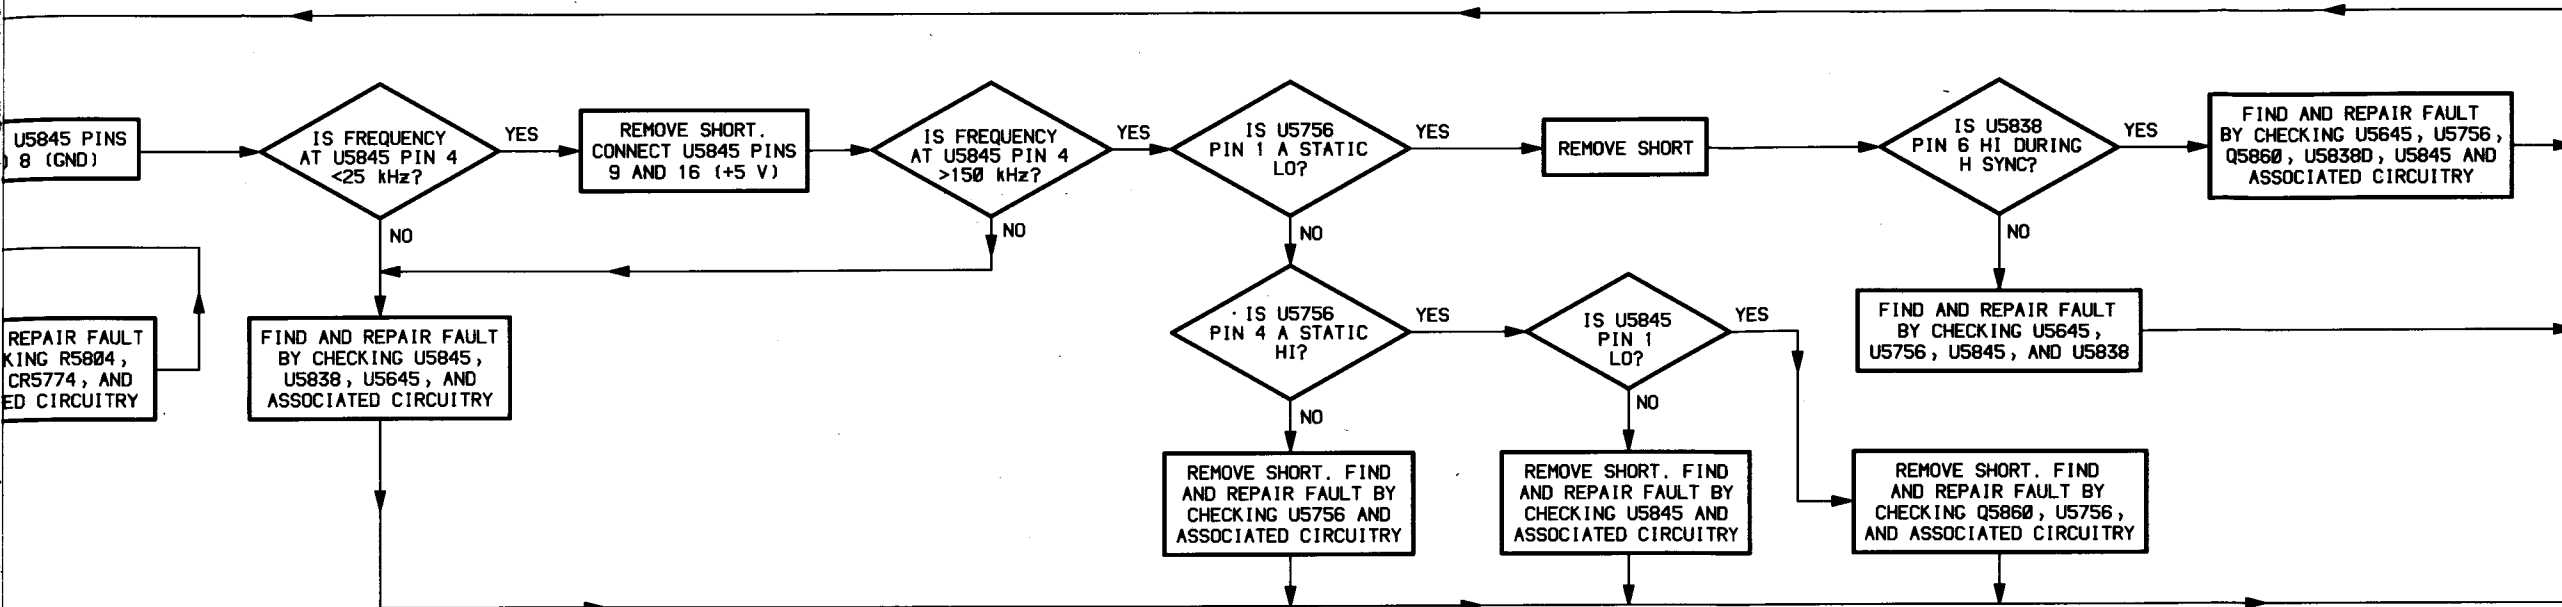 U5845 PINS
8 (GND)
IS FREQUENCY
AT U5845 PIN 4
<25 kHz?
YES
NO
REMOVE SHORT.
CONNECT U5845 PINS
9 AND 16 (+5 V)
IS FREQUENCY
AT U5845 PIN 4
>150 kHz?
YES
NO
IS U5756
PIN 1 A STATIC
LO?
YES
NO
REMOVE SHORT
IS U5838
PIN 6 HI DURING
H SYNC?
YES
NO
FIND AND REPAIR FAULT
BY CHECKING U5645, U5756,
Q5860, U5838D, U5845 AND
ASSOCIATED CIRCUITRY
REPAIR FAULT
KING R5804,
CR5774, AND
ED CIRCUITRY
FIND AND REPAIR FAULT
BY CHECKING U5845,
U5838, U5645, AND
ASSOCIATED CIRCUITRY
IS U5756
PIN 4 A STATIC
HI?
YES
NO
IS U5845
PIN 1
LO?
YES
NO
FIND AND REPAIR FAULT
BY CHECKING U5645,
U5756, U5845, AND U5838
REMOVE SHORT. FIND
AND REPAIR FAULT BY
CHECKING U5756 AND
ASSOCIATED CIRCUITRY
REMOVE SHORT. FIND
AND REPAIR FAULT BY
CHECKING U5845 AND
ASSOCIATED CIRCUITRY
REMOVE SHORT. FIND
AND REPAIR FAULT BY
CHECKING Q5860, U5756,
AND ASSOCIATED CIRCUITRY